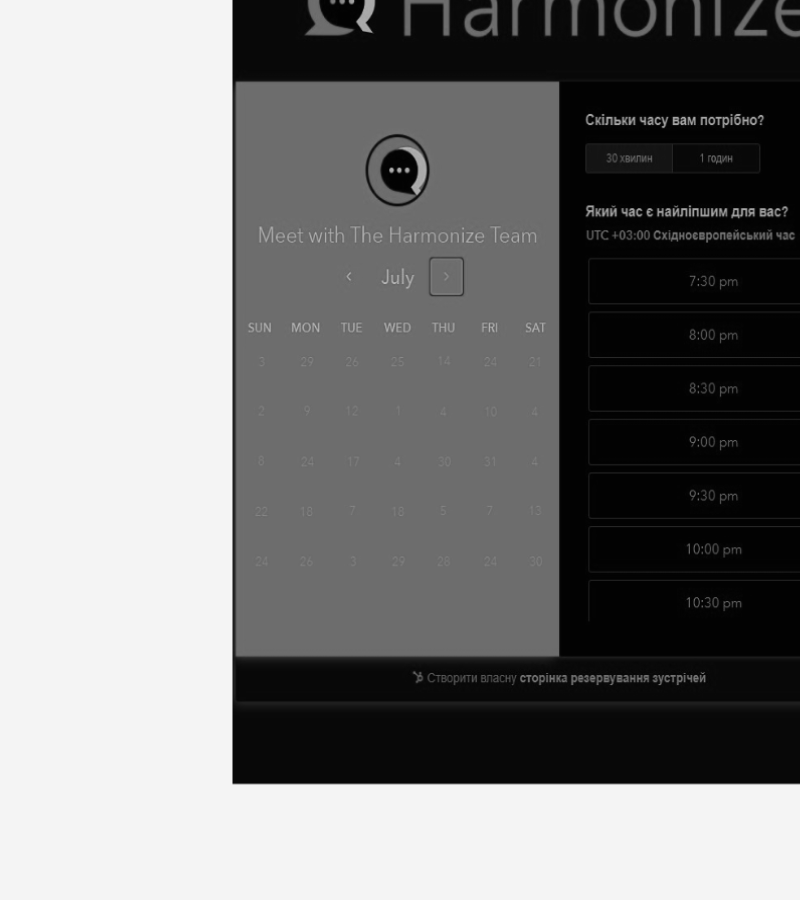 Harmonize
Meet with The Harmonize Team
July
SUN MON TUE WED THU FRI SAT
3 29 26 25 14 24 21
2 9 12 1 4 10 4
8 24 17 4 30 31 4
22 18 7 18 5 7 13
24 26 3 29 28 24 30
Скільки часу вам потрібно?
30 хвилин 1 годин
Який час є найліпшим для вас?
UTC +03:00 Східноєвропейський час
7:30 pm
8:00 pm
8:30 pm
9:00 pm
9:30 pm
10:00 pm
10:30 pm
Створити власну сторінка резервування зустрічей